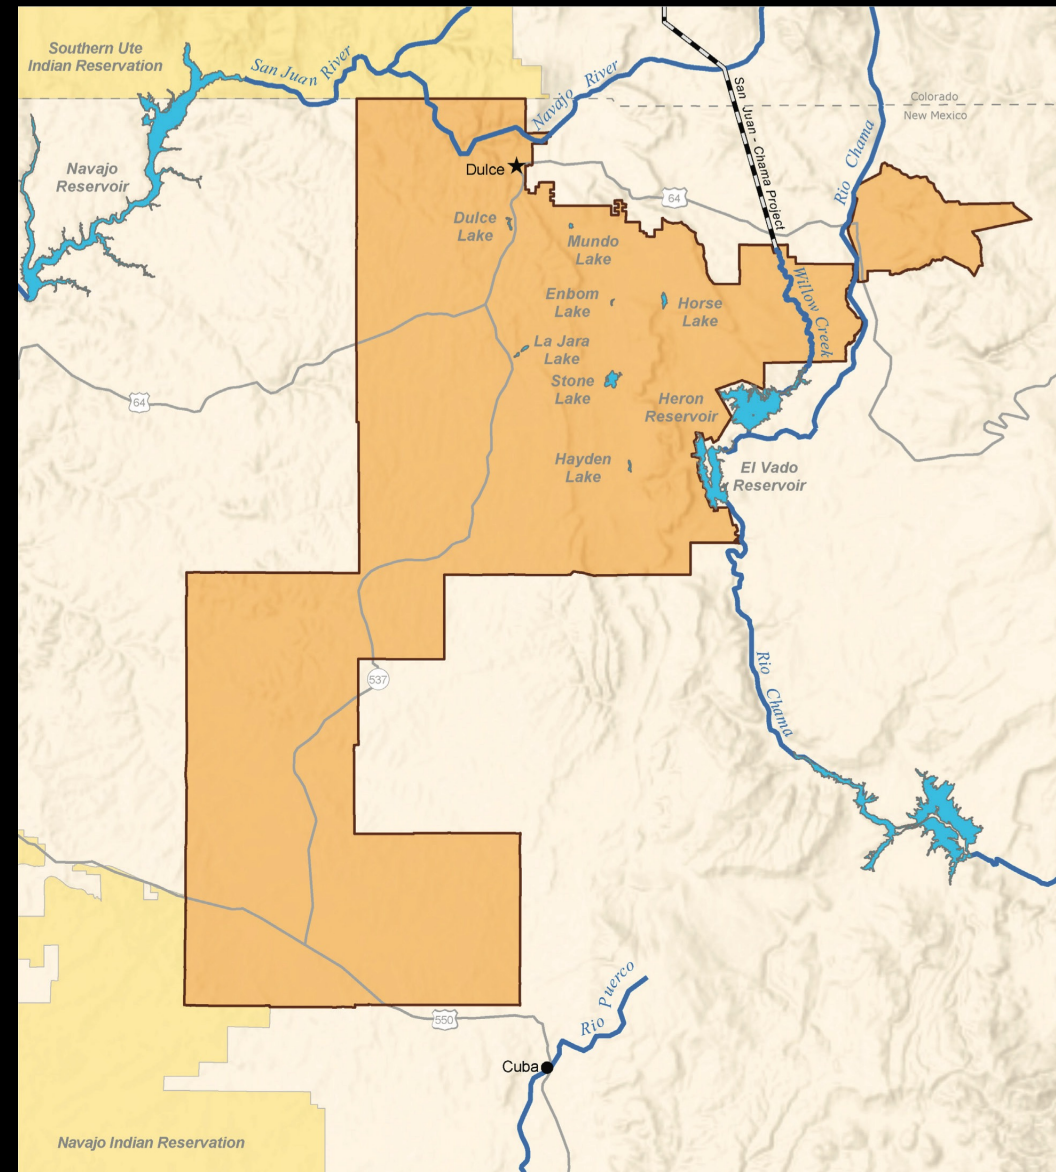 Southern Ute
Indian Reservation
San Juan River
Navajo River
San Juan - Chama Project
Colorado
New Mexico
Rio Chama
Navajo
Reservoir
Dulce
64
Dulce
Lake
Mundo
Lake
Willow Creek
Enbom
Lake
Horse
Lake
La Jara
Lake
Stone
Lake
64
Heron
Reservoir
Hayden
Lake
El Vado
Reservoir
537
Rio Chama
Rio Puerco
550
Cuba
Navajo Indian Reservation